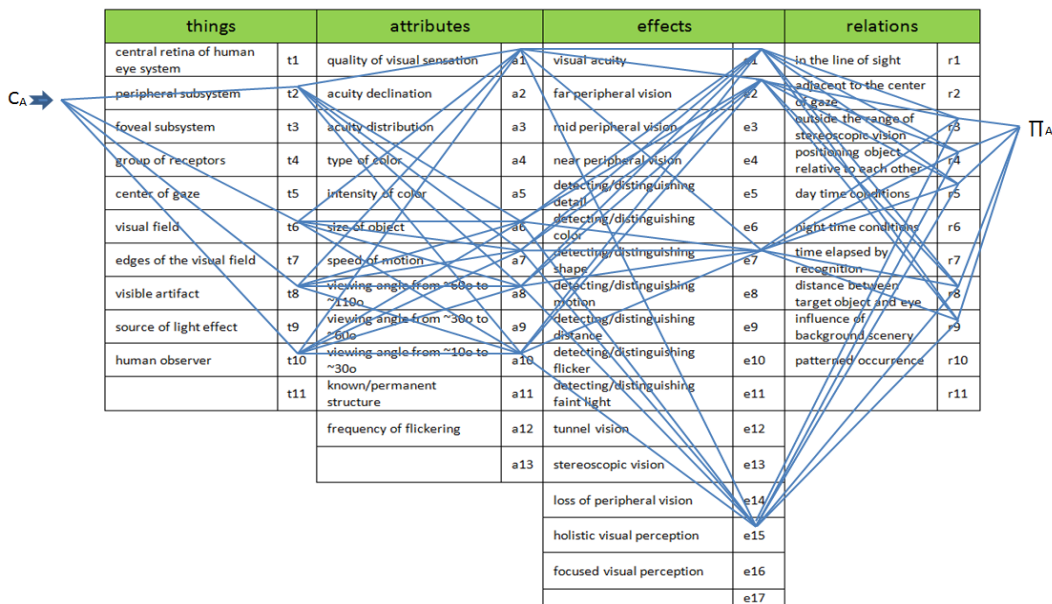 things attributes effects relations
central retina of human eye system t1 quality of visual sensation a1 visual acuity e1 in the line of sight r1
peripheral subsystem t2 acuity declination a2 far peripheral vision e2 adjacent to the center of gaze r2
foveal subsystem t3 acuity distribution a3 mid peripheral vision e3 outside the range of stereoscopic vision r3
group of receptors t4 type of color a4 near peripheral vision e4 positioning object relative to each other r4
center of gaze t5 intensity of color a5 detecting/distinguishing detail e5 day time conditions r5
visual field t6 size of object a6 detecting/distinguishing color e6 night time conditions r6
edges of the visual field t7 speed of motion a7 detecting/distinguishing shape e7 time elapsed by recognition r7
visible artifact t8 viewing angle from ~60o to ~110o a8 detecting/distinguishing motion e8 distance between target object and eye r8
source of light effect t9 viewing angle from ~30o to ~60o a9 detecting/distinguishing distance e9 influence of background scenery r9
human observer t10 viewing angle from ~10o to ~30o a10 detecting/distinguishing flicker e10 patterned occurrence r10
t11 known/permanent structure a11 detecting/distinguishing faint light e11 r11
frequency of flickering a12 tunnel vision e12
a13 stereoscopic vision e13
loss of peripheral vision e14
holistic visual perception e15
focused visual perception e16
e17
CA
ΠA